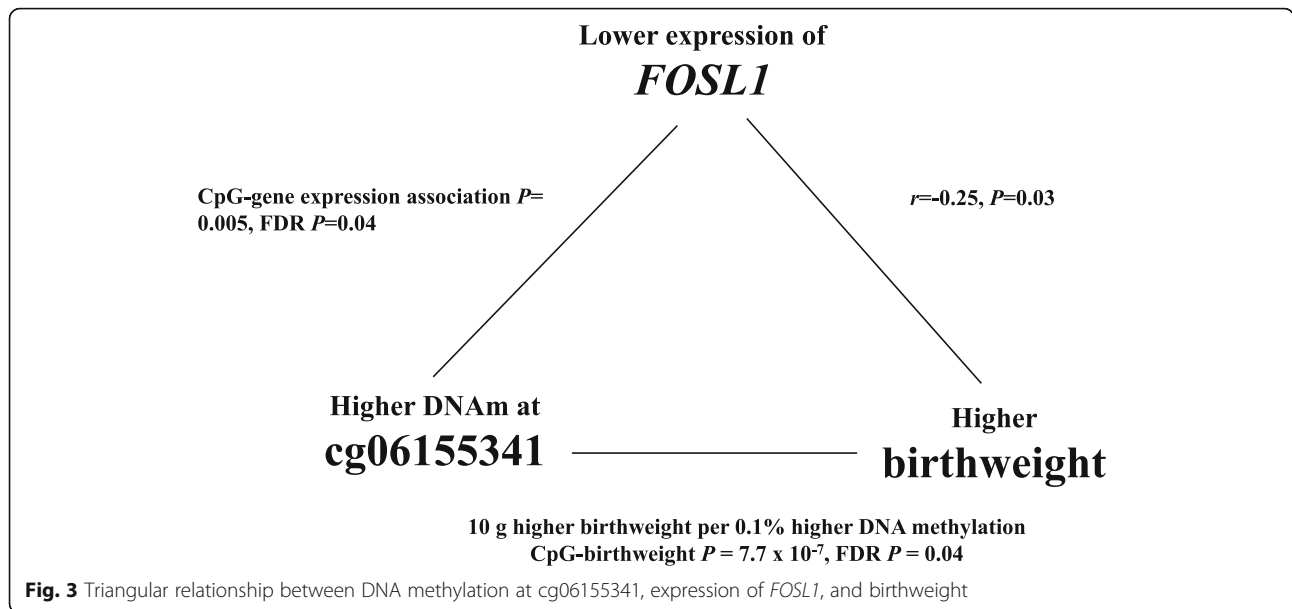 Lower expression of
FOSL1
CpG-gene expression association P=
0.005, FDR P=0.04
r=-0.25, P=0.03
Higher DNAm at
cg06155341
Higher
birthweight
10 g higher birthweight per 0.1% higher DNA methylation
CpG-birthweight P = 7.7 x 10⁻⁷, FDR P = 0.04
Fig. 3 Triangular relationship between DNA methylation at cg06155341, expression of FOSL1, and birthweight